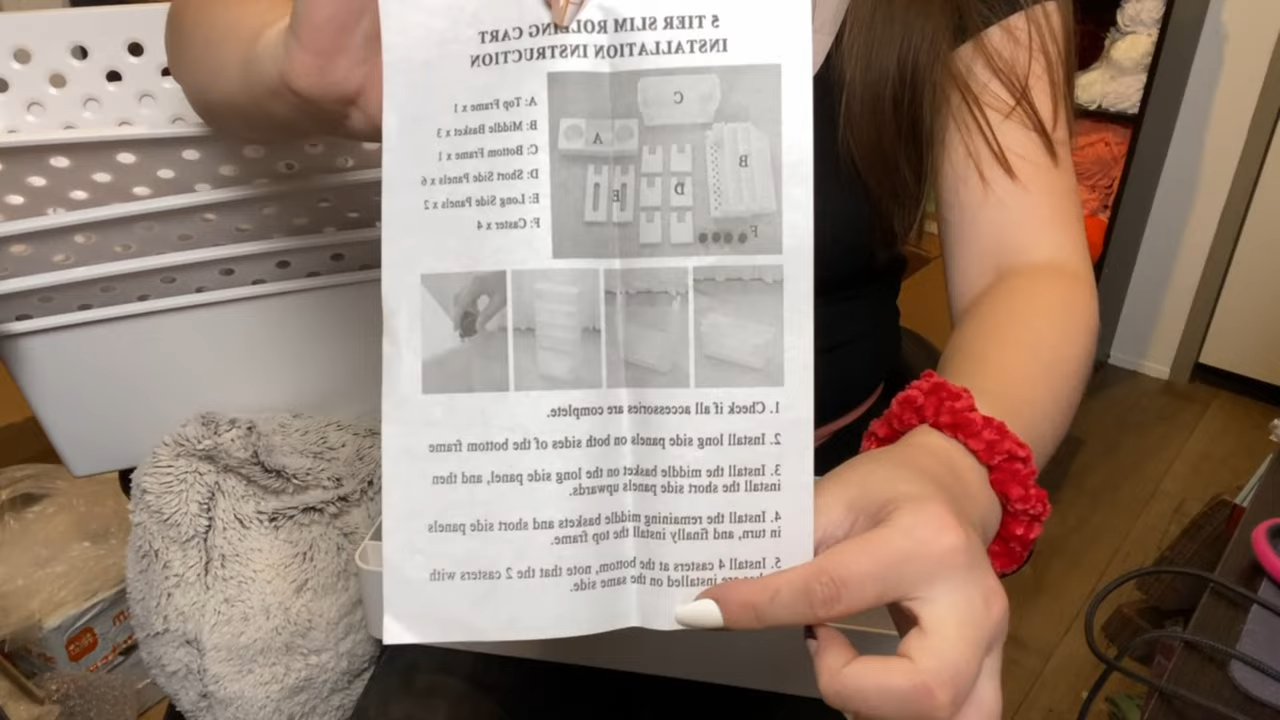 5 TIER SLIM ROLLING CART
INSTALLATION INSTRUCTION
A: Top Frame x 1
B: Middle Basket x 3
C: Bottom Frame x 1
D: Short Side Panels x 6
E: Long Side Panels x 2
F: Caster x 4
C
A
B
D
E
F
1. Check if all accessories are complete.
2. Install long side panels on both sides of the bottom frame
3. Install the middle basket on the long side panel, and then
install the short side panels upwards.
4. Install the remaining middle baskets and short side panels
in turn, and finally install the top frame.
5. Install 4 casters at the bottom, note that the 2 casters with
are installed on the same side.